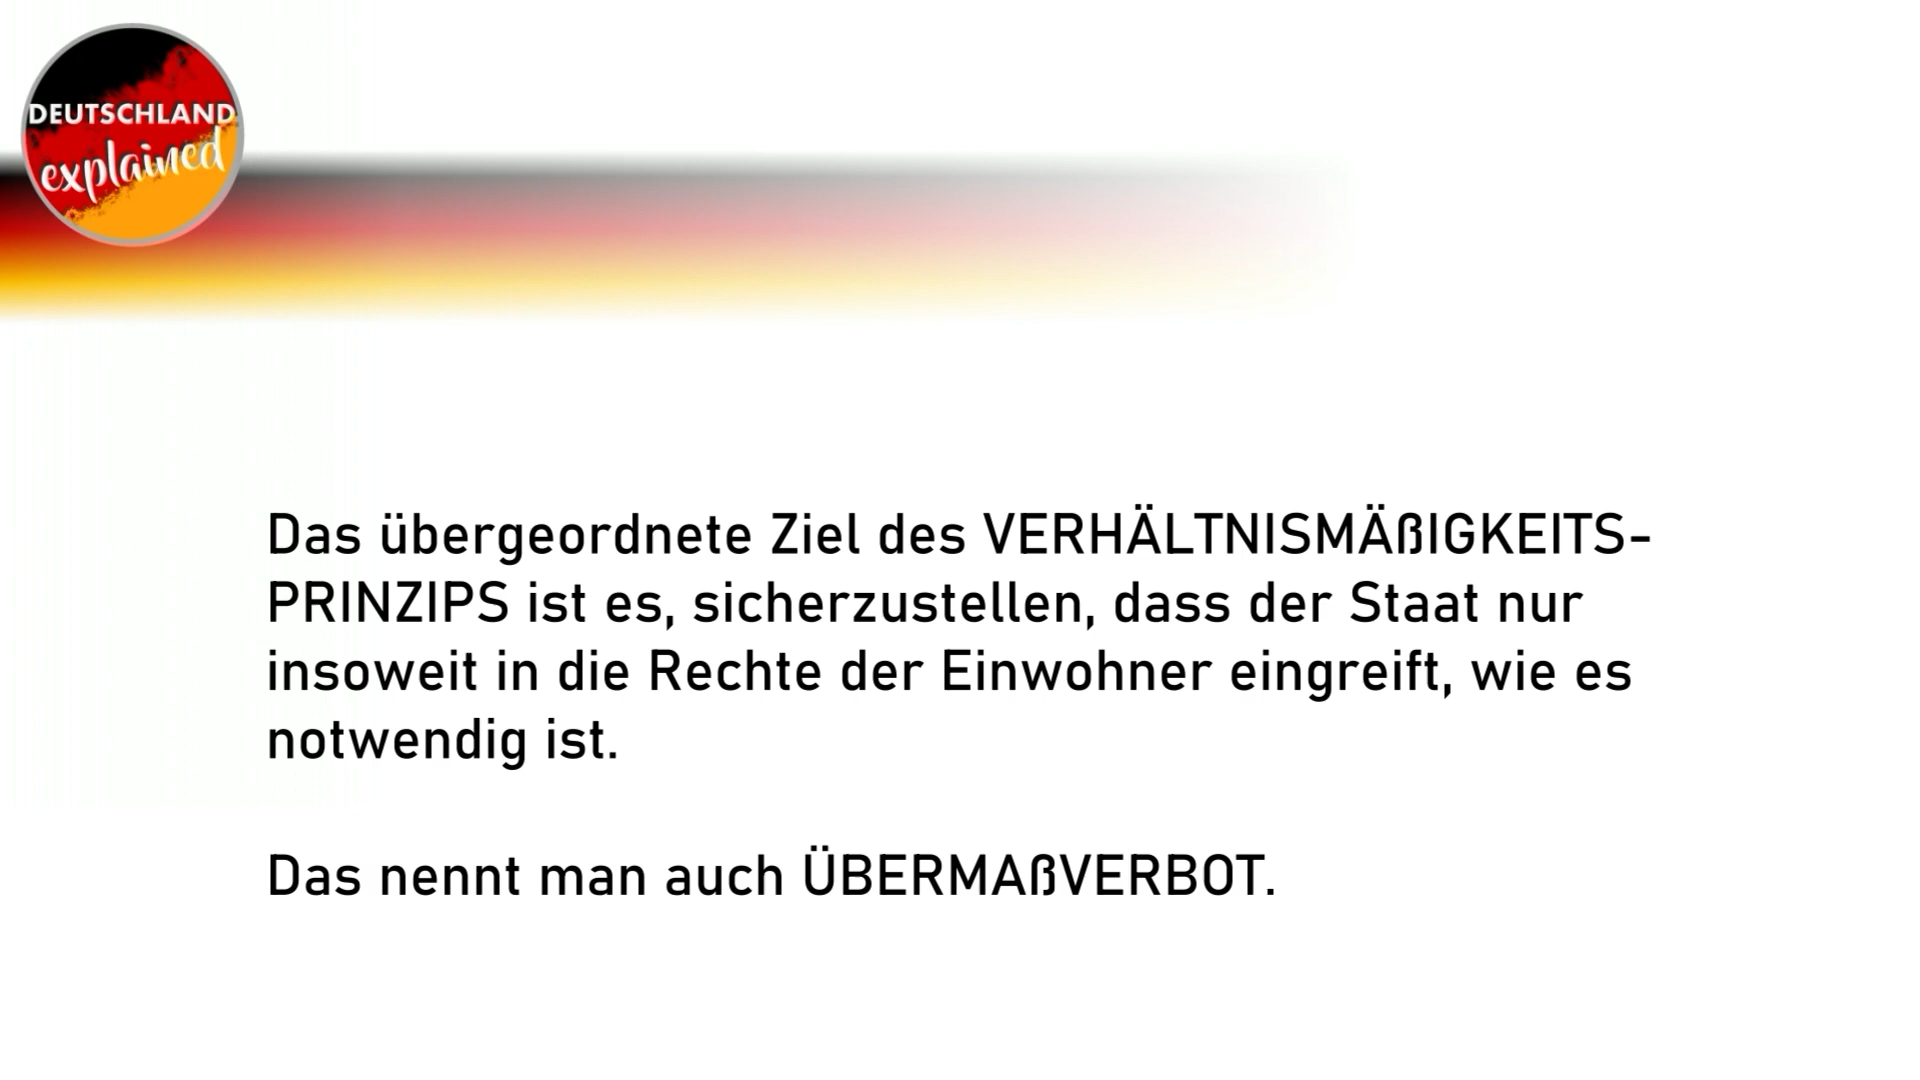 DEUTSCHLAND
explained
Das übergeordnete Ziel des VERHÄLTNISMÄßIGKEITS-
PRINZIPS ist es, sicherzustellen, dass der Staat nur
insoweit in die Rechte der Einwohner eingreift, wie es
notwendig ist.
Das nennt man auch ÜBERMAßVERBOT.